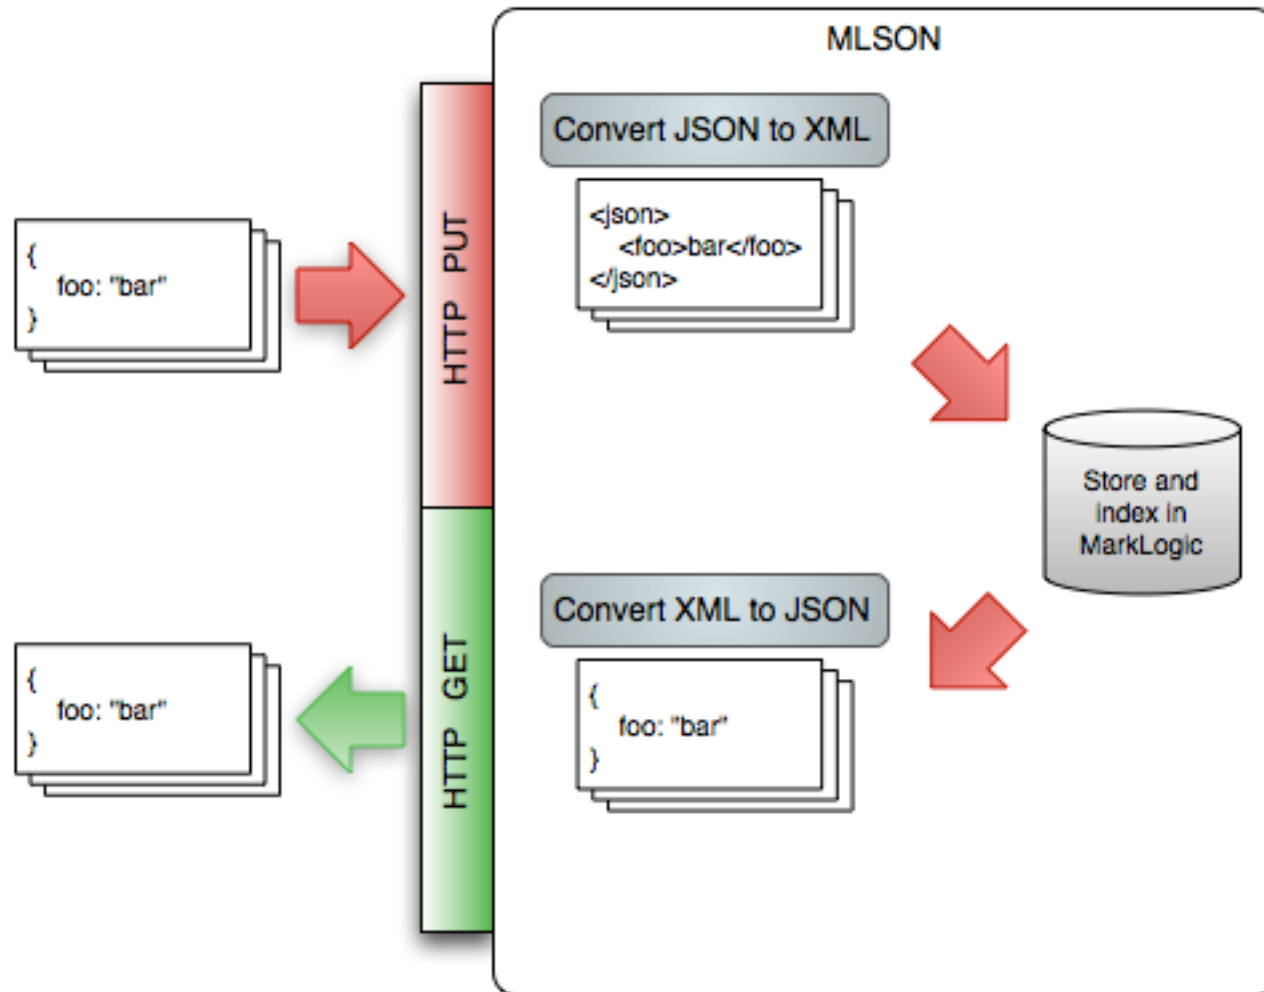 MLSON
Convert JSON to XML
<json>
<foo>bar</foo>
</json>
{
foo: "bar"
}
HTTP PUT
Store and
index in
MarkLogic
Convert XML to JSON
{
foo: "bar"
}
HTTP GET
{
foo: "bar"
}